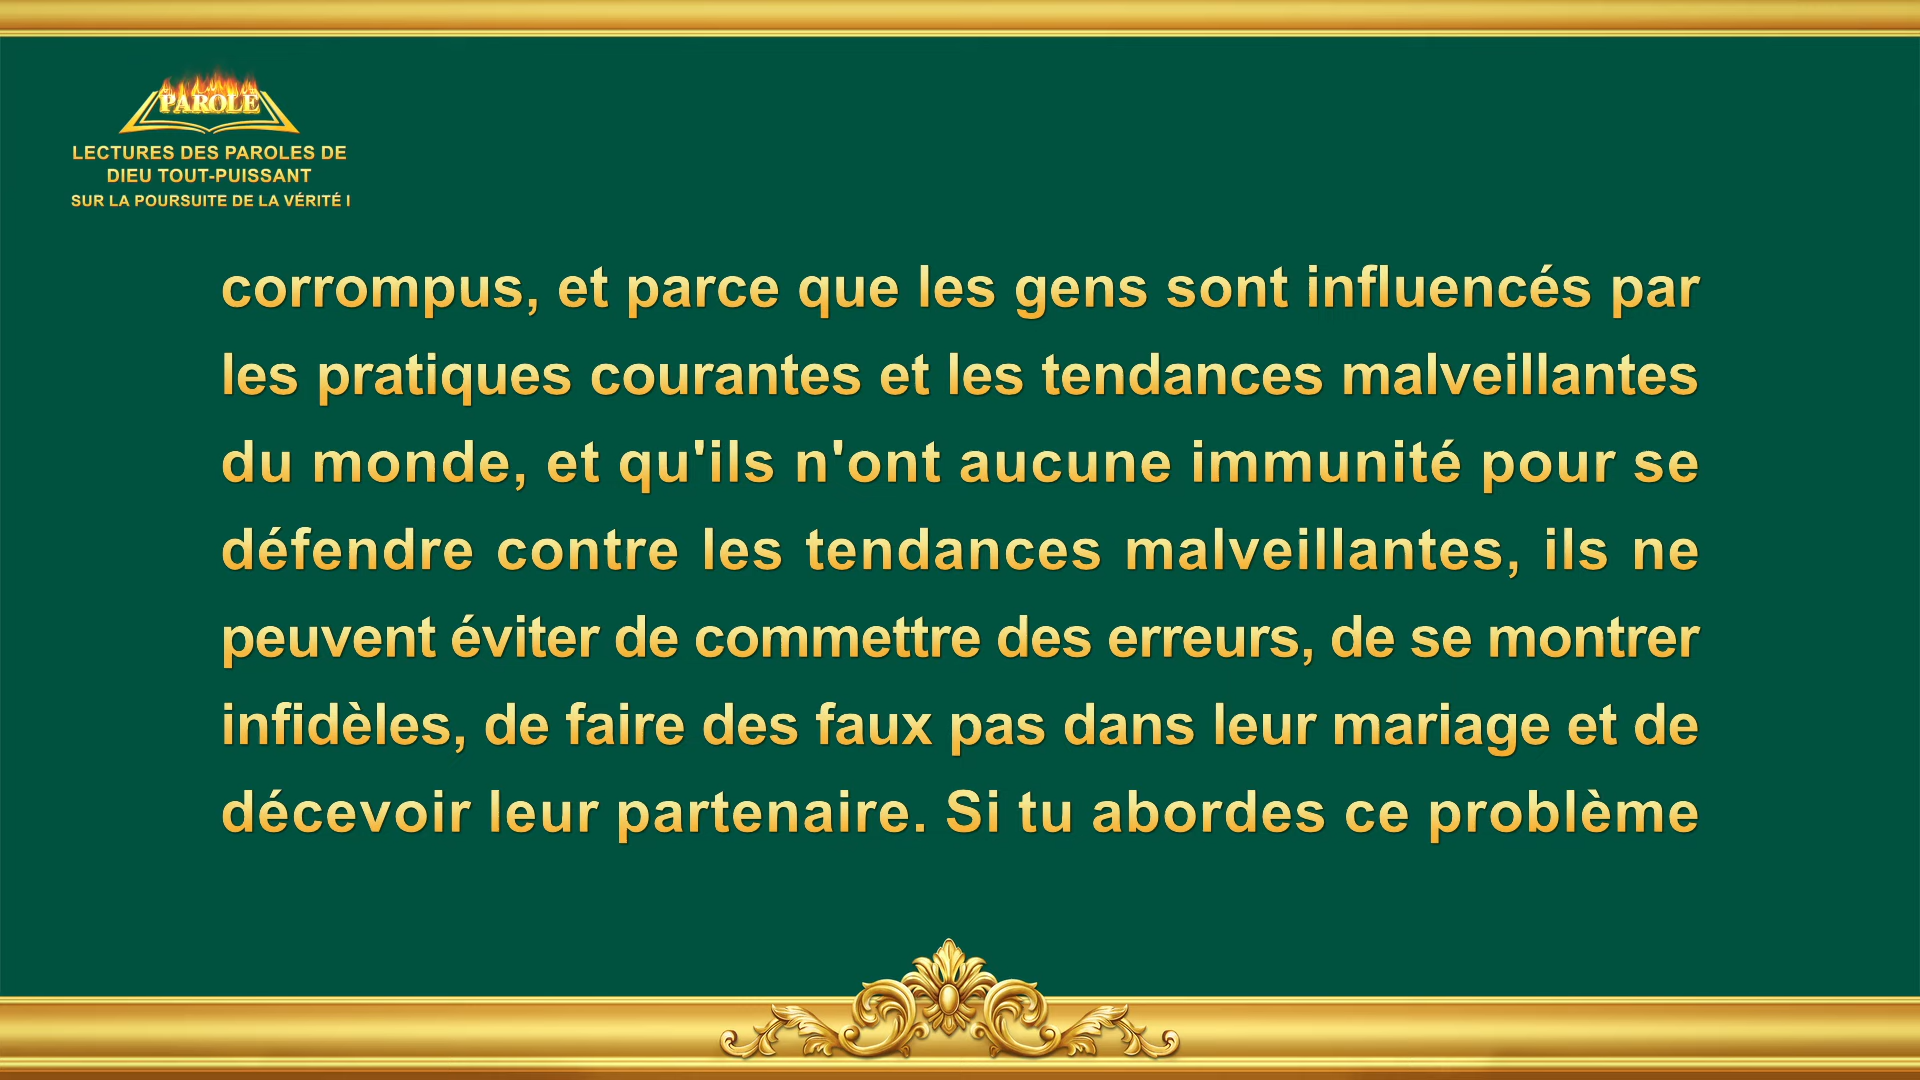 PAROLE
LECTURES DES PAROLES DE
DIEU TOUT-PUISSANT
SUR LA POURSUITE DE LA VÉRITÉ I
corrompus, et parce que les gens sont influencés par
les pratiques courantes et les tendances malveillantes
du monde, et qu'ils n'ont aucune immunité pour se
défendre contre les tendances malveillantes, ils ne
peuvent éviter de commettre des erreurs, de se montrer
infidèles, de faire des faux pas dans leur mariage et de
décevoir leur partenaire. Si tu abordes ce problème